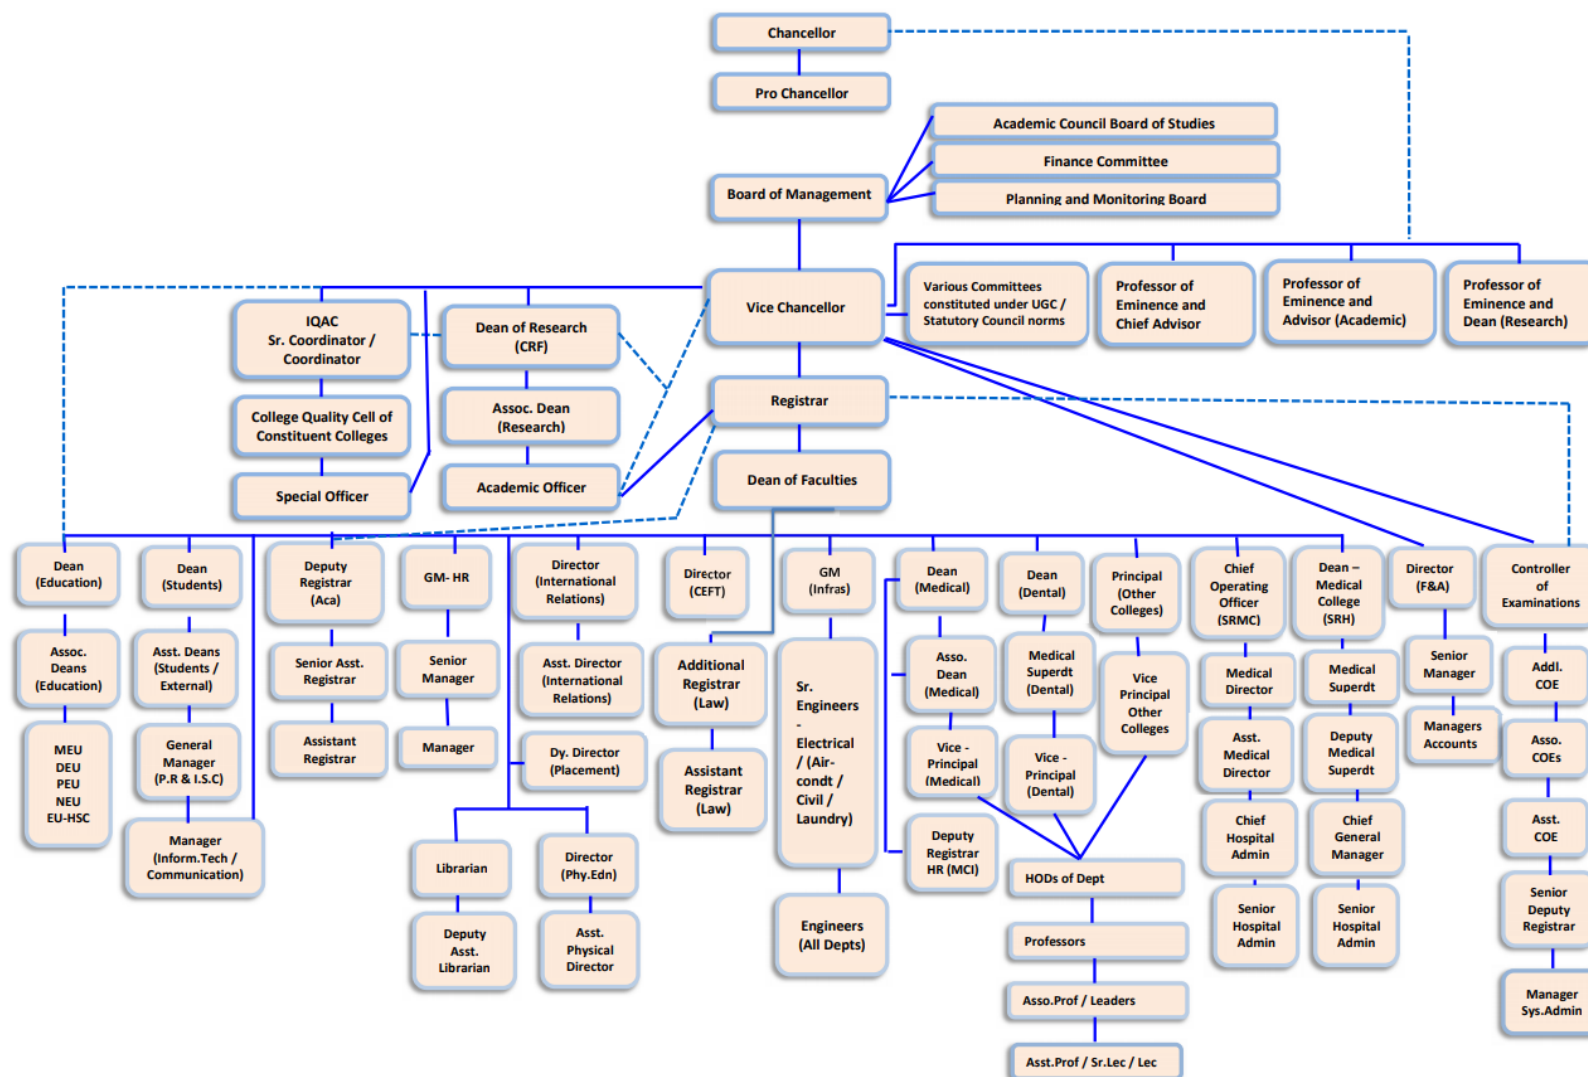 Chancellor
Pro Chancellor
Academic Council Board of Studies
Finance Committee
Planning and Monitoring Board
Board of Management
Vice Chancellor
Various Committees
constituted under UGC /
Statutory Council norms
Professor of
Eminence and
Chief Advisor
Professor of
Eminence and
Advisor (Academic)
Professor of
Eminence and
Dean (Research)
IQAC
Sr. Coordinator /
Coordinator
Dean of Research
(CRF)
College Quality Cell of
Constituent Colleges
Assoc. Dean
(Research)
Registrar
Special Officer
Academic Officer
Dean of Faculties
Dean
(Education)
Dean
(Students)
Deputy
Registrar
(Aca)
GM- HR
Director
(International
Relations)
Director
(CEFT)
GM
(Infras)
Dean
(Medical)
Dean
(Dental)
Principal
(Other
Colleges)
Chief
Operating
Officer
(SRMC)
Dean –
Medical
College
(SRH)
Director
(F&A)
Controller
of
Examinations
Assoc.
Deans
(Education)
Asst. Deans
(Students /
External)
Senior Asst.
Registrar
Senior
Manager
Asst. Director
(International
Relations)
Additional
Registrar
(Law)
Sr.
Engineers
-
Electrical
/ (Air-
condt /
Civil /
Laundry)
Asso.
Dean
(Medical)
Medical
Superdt
(Dental)
Vice
Principal
Other
Colleges
Medical
Director
Medical
Superdt
Senior
Manager
Addl.
COE
MEU
DEU
PEU
NEU
EU-HSC
General
Manager
(P.R & I.S.C)
Assistant
Registrar
Manager
Dy. Director
(Placement)
Assistant
Registrar
(Law)
Vice -
Principal
(Medical)
Vice -
Principal
(Dental)
Asst.
Medical
Director
Deputy
Medical
Superdt
Managers
Accounts
Asso.
COEs
Manager
(Inform.Tech /
Communication)
Librarian
Director
(Phy.Edn)
Deputy
Registrar
HR (MCI)
HODs of Dept
Chief
Hospital
Admin
Chief
General
Manager
Asst.
COE
Deputy
Asst.
Librarian
Asst.
Physical
Director
Engineers
(All Depts)
Professors
Senior
Hospital
Admin
Senior
Hospital
Admin
Senior
Deputy
Registrar
Asso.Prof / Leaders
Manager
Sys.Admin
Asst.Prof / Sr.Lec / Lec